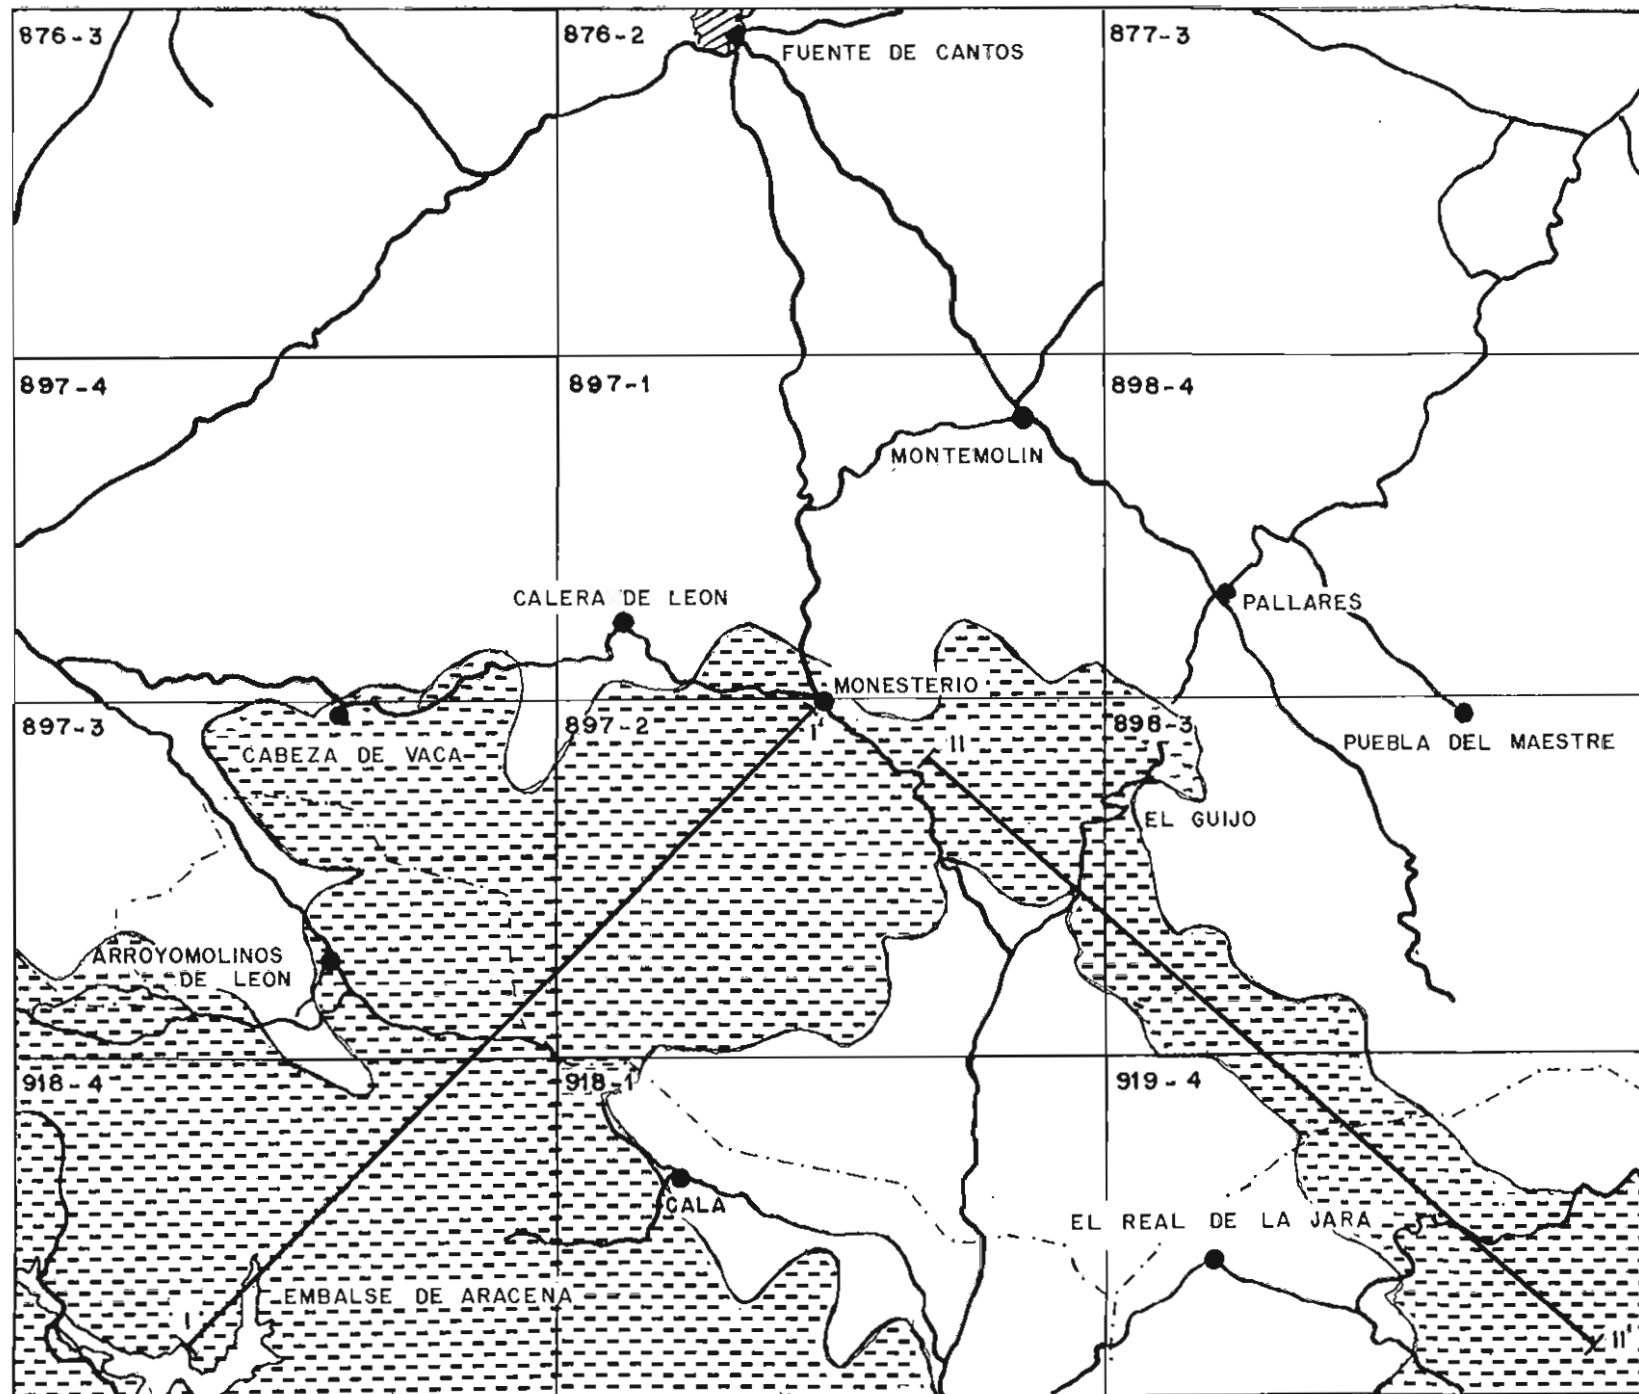 876-3
876-2
877-3
FUENTE DE CANTOS
897-4
897-1
898-4
MONTEMOLIN
CALERA DE LEON
PALLARES
MONESTERIO
897-3
897-2
898-3
I'
II
CABEZA DE VACA
PUEBLA DEL MAESTRE
EL GUIJO
ARROYOMOLINOS
DE LEON
918-4
918-1
919-4
CALA
EL REAL DE LA JARA
EMBALSE DE ARACENA
I
II'